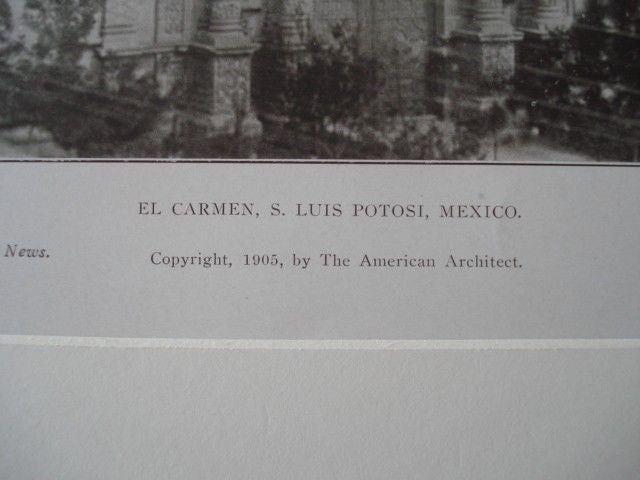 EL CARMEN, S. LUIS POTOSI, MEXICO.
News.
Copyright, 1905, by The American Architect.